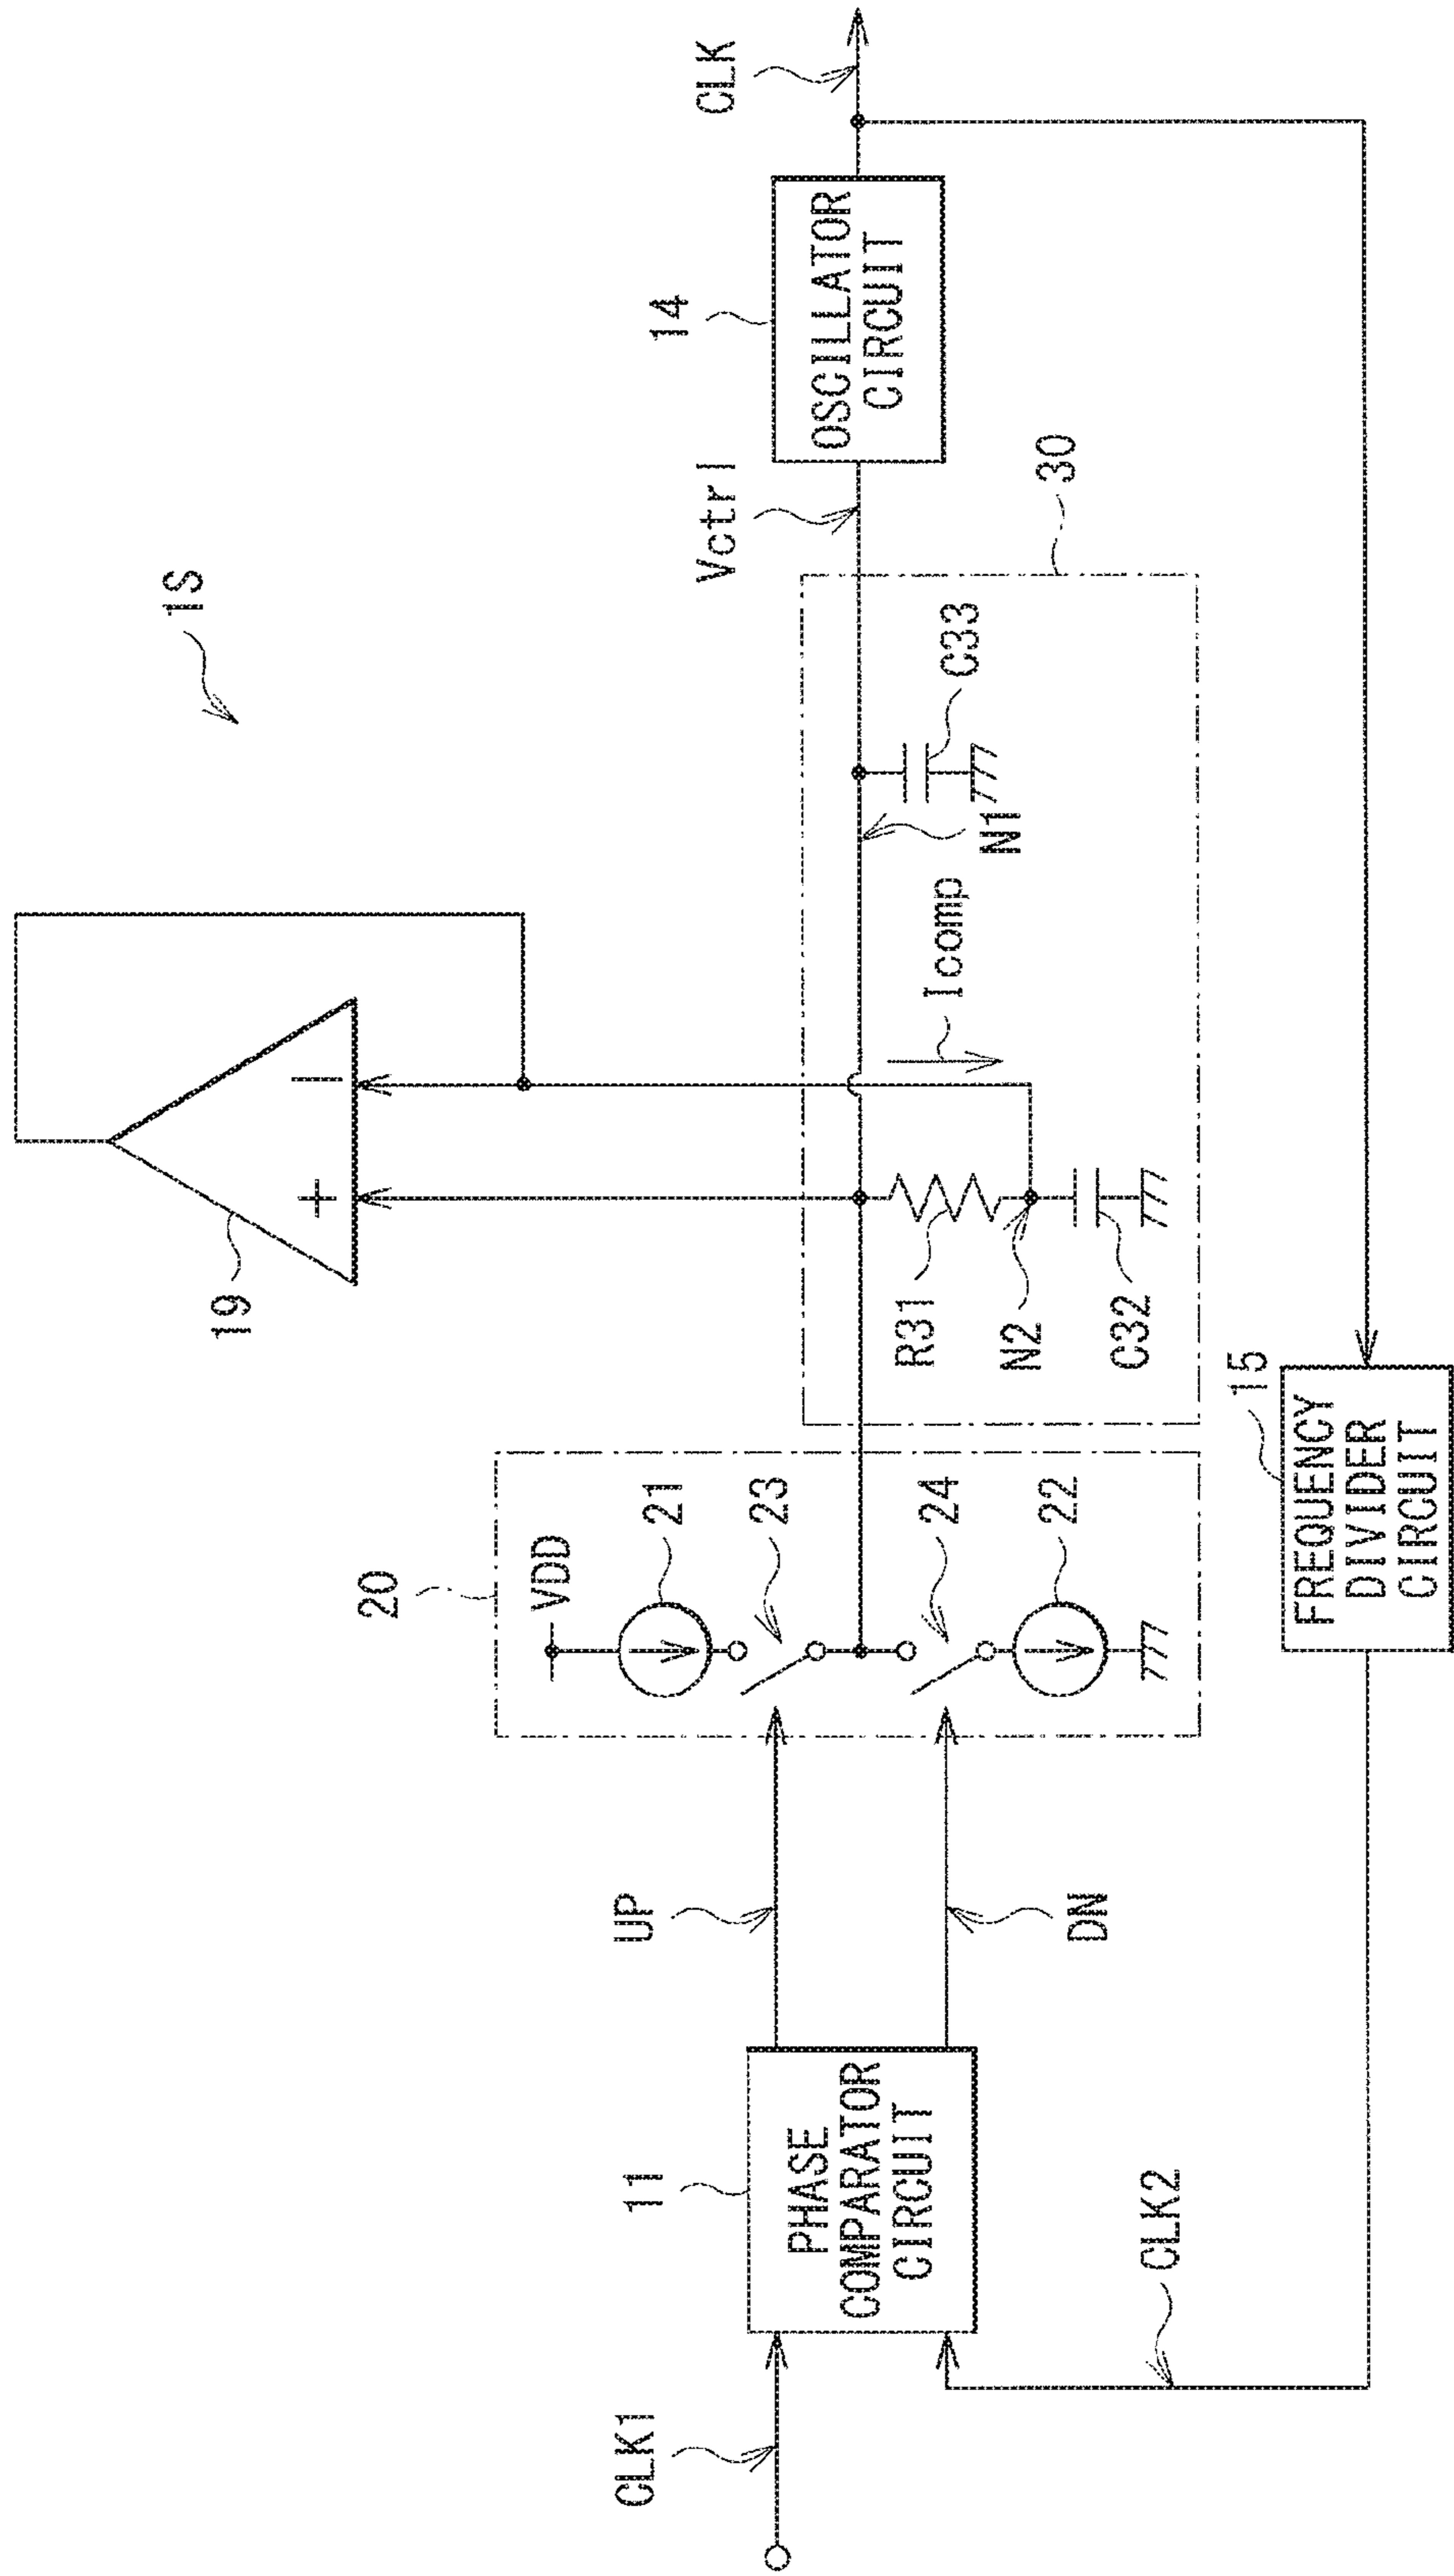 1S
19
+
−
20
VDD
21
23
24
22
UP
DN
11
PHASE
COMPARATOR
CIRCUIT
CLK1
CLK2
R31
N2
C32
Icomp
N1
C33
30
Vctrl
14
OSCILLATOR
CIRCUIT
CLK
15
FREQUENCY
DIVIDER
CIRCUIT